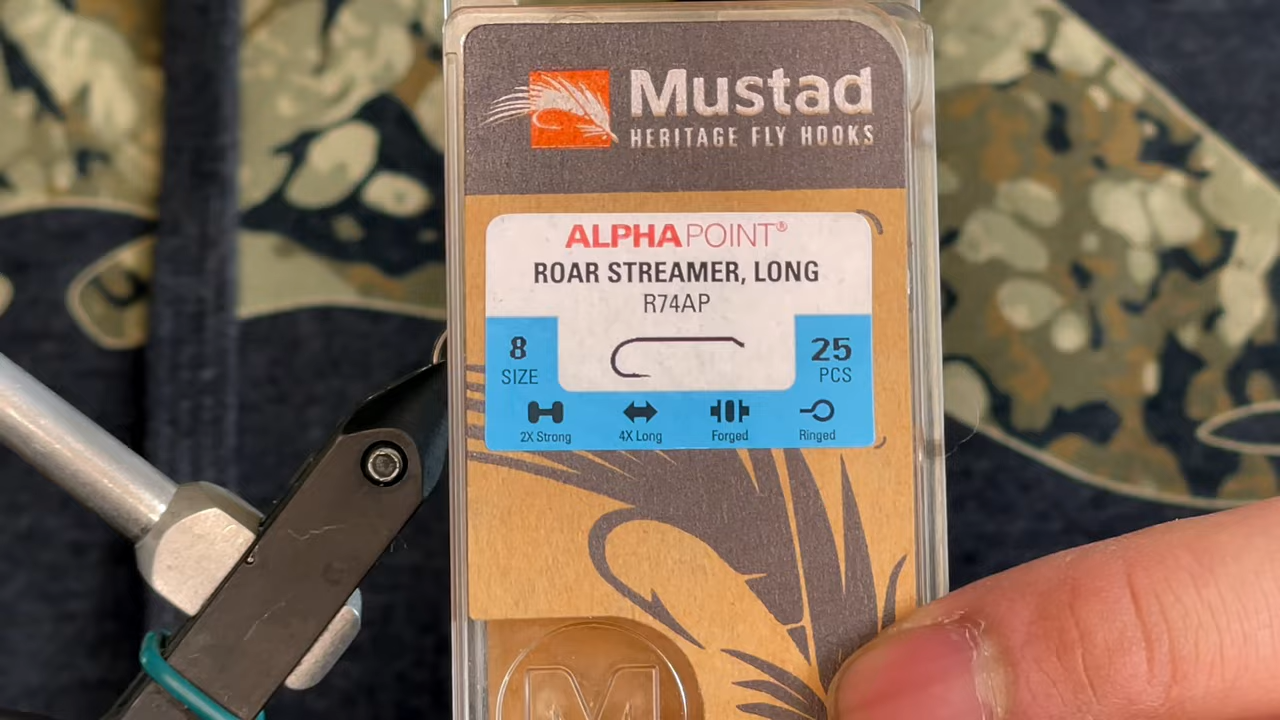 Mustad
HERITAGE FLY HOOKS
ALPHAPOINT®
ROAR STREAMER, LONG
R74AP
8
SIZE
25
PCS
2X Strong
4X Long
Forged
Ringed
M